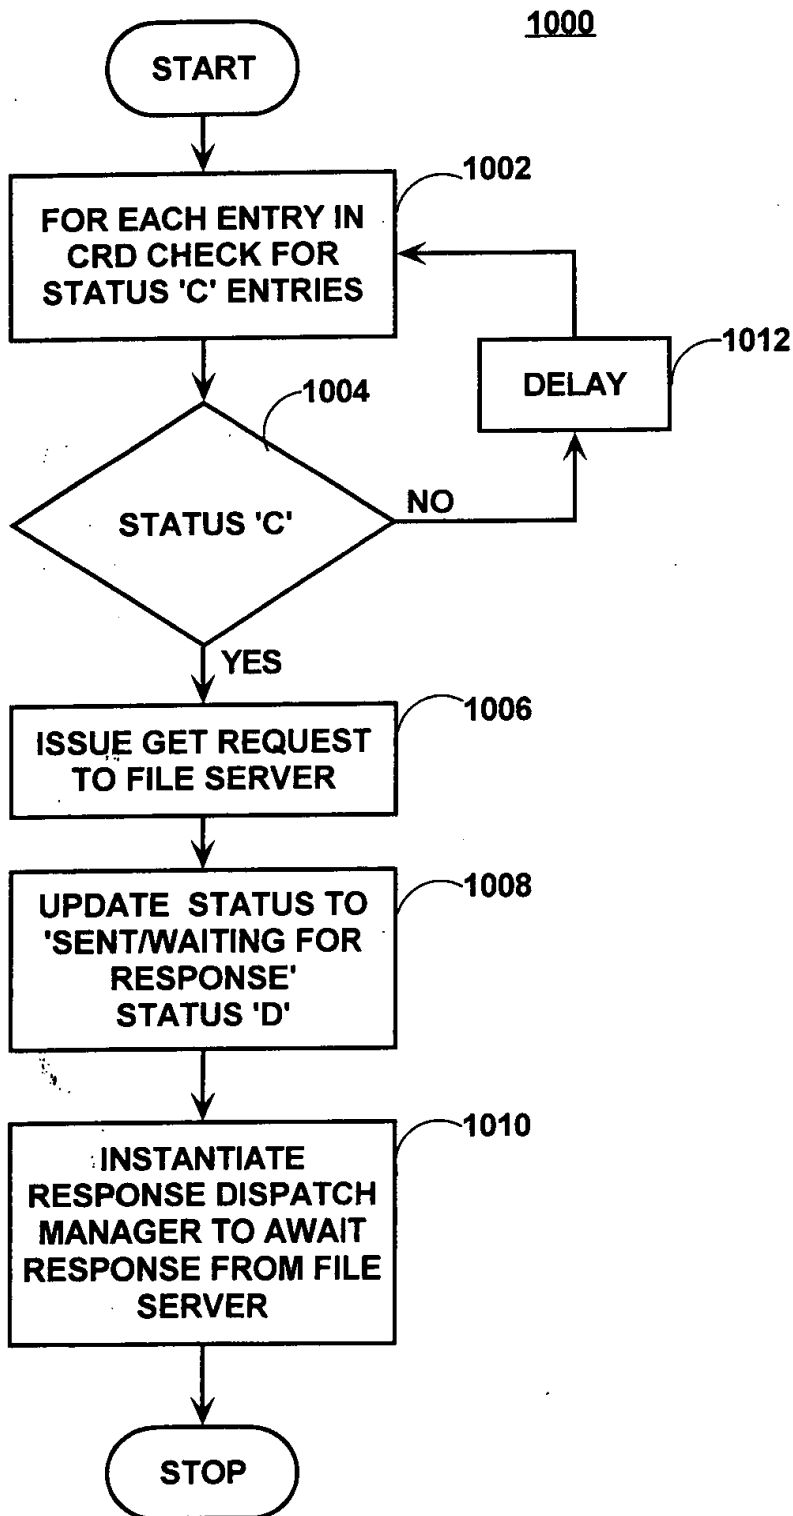 1000
START
1002
FOR EACH ENTRY IN
CRD CHECK FOR
STATUS 'C' ENTRIES
1012
DELAY
1004
STATUS 'C'
NO
YES
1006
ISSUE GET REQUEST
TO FILE SERVER
1008
UPDATE STATUS TO
'SENT/WAITING FOR
RESPONSE'
STATUS 'D'
1010
INSTANTIATE
RESPONSE DISPATCH
MANAGER TO AWAIT
RESPONSE FROM FILE
SERVER
STOP